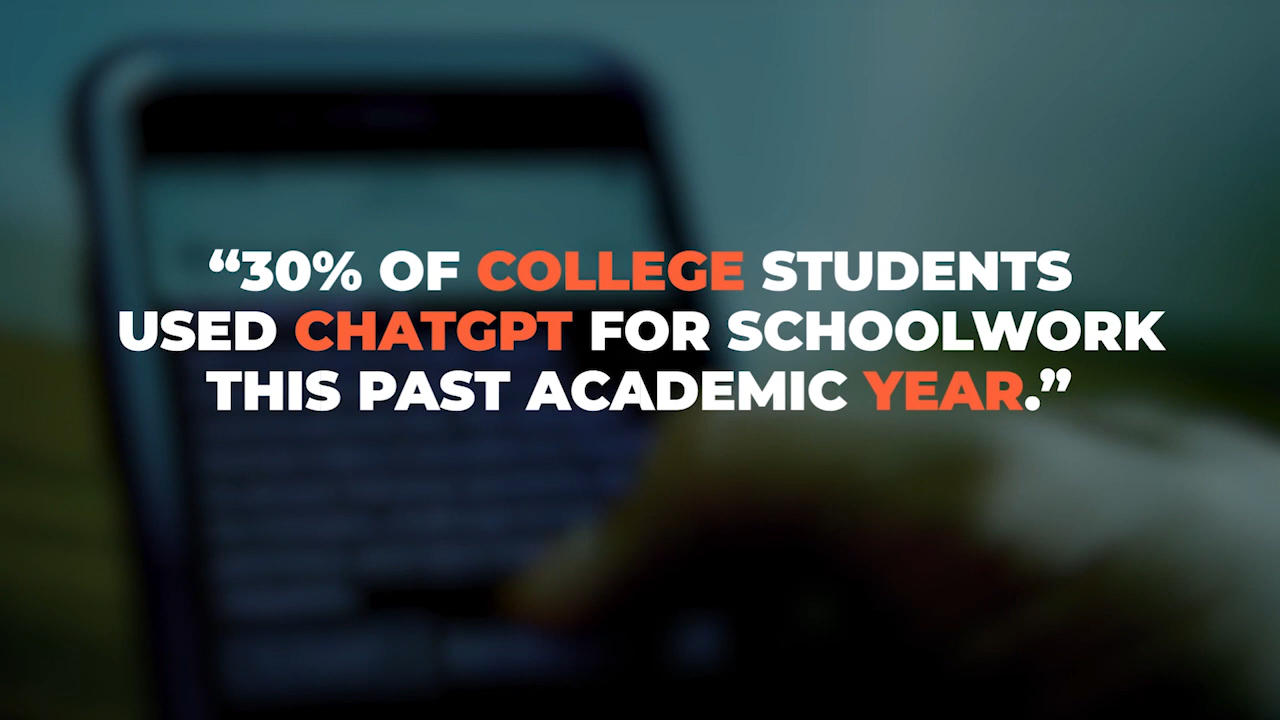 “30% OF COLLEGE STUDENTS
USED CHATGPT FOR SCHOOLWORK
THIS PAST ACADEMIC YEAR.”